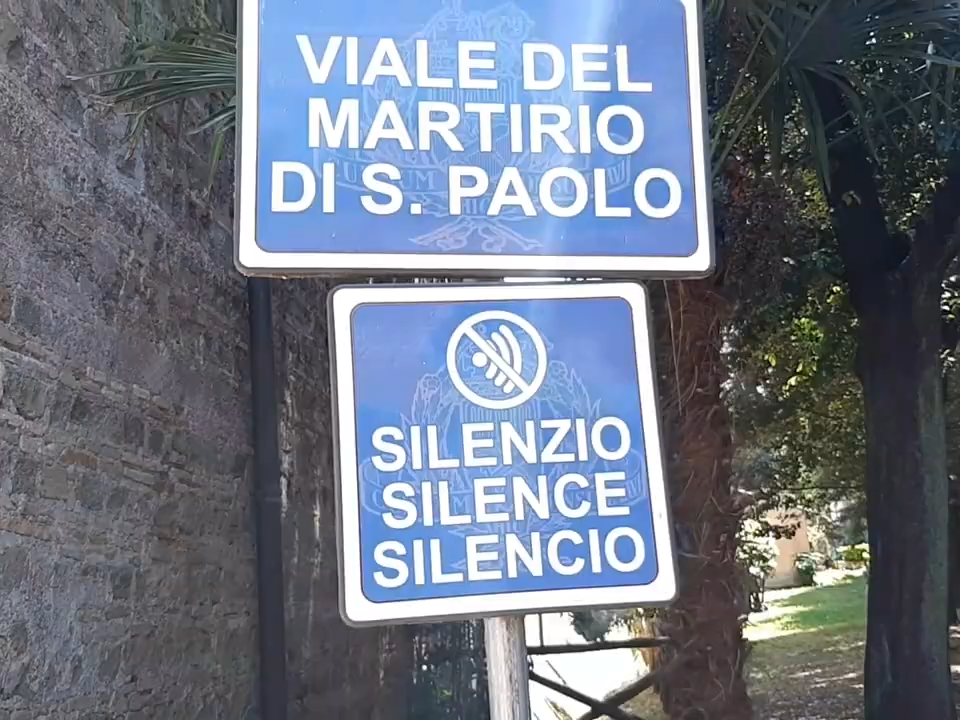 VIALE DEL
MARTIRIO
DI S. PAOLO
SILENZIO
SILENCE
SILENCIO